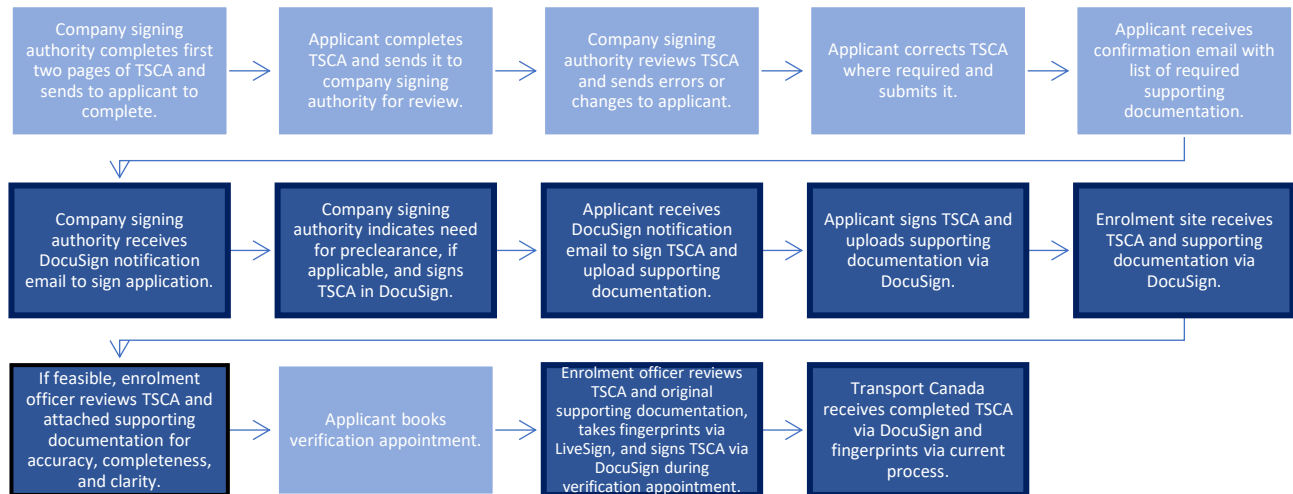 Company signing
authority completes first
two pages of TSCA and
sends to applicant to
complete.
Applicant completes
TSCA and sends it to
company signing
authority for review.
Company signing
authority reviews TSCA
and sends errors or
changes to applicant.
Applicant corrects TSCA
where required and
submits it.
Applicant receives
confirmation email with
list of required
supporting
documentation.
Company signing
authority receives
DocuSign notification
email to sign application.
Company signing
authority indicates need
for preclearance, if
applicable, and signs
TSCA in DocuSign.
Applicant receives
DocuSign notification
email to sign TSCA and
upload supporting
documentation.
Applicant signs TSCA and
uploads supporting
documentation via
DocuSign.
Enrolment site receives
TSCA and supporting
documentation via
DocuSign.
If feasible, enrolment
officer reviews TSCA and
attached supporting
documentation for
accuracy, completeness,
and clarity.
Applicant books
verification appointment.
Enrolment officer reviews
TSCA and original
supporting documentation,
takes fingerprints via
LiveSign, and signs TSCA via
DocuSign during
verification appointment.
Transport Canada
receives completed TSCA
via DocuSign and
fingerprints via current
process.